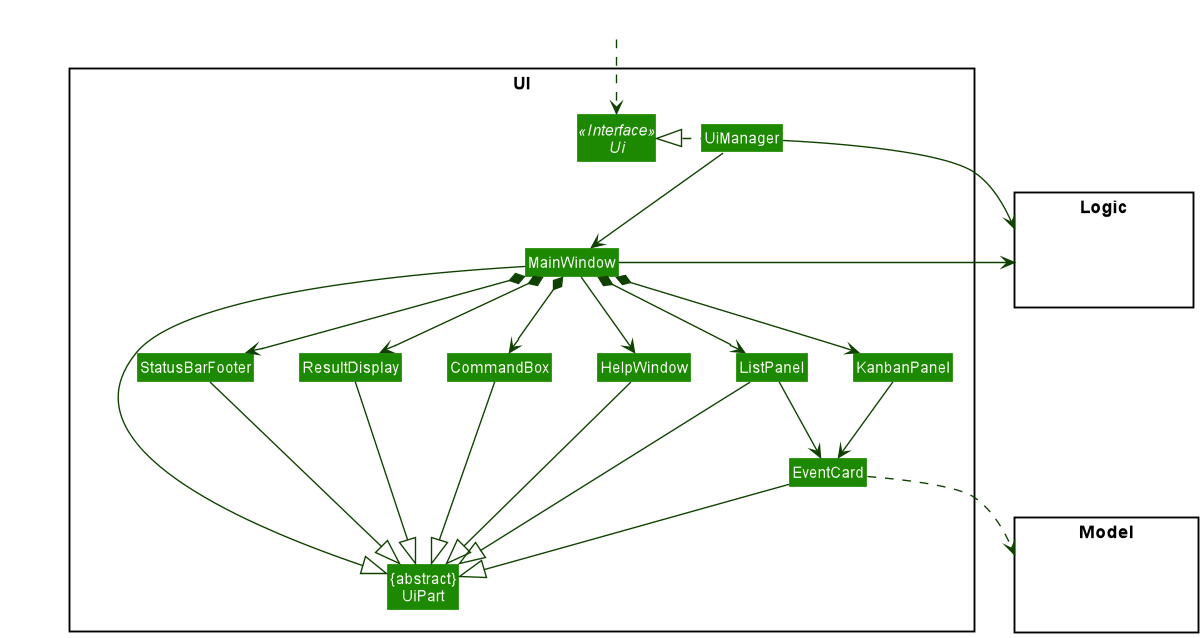 UI
«Interface»
Ui
UiManager
Logic
MainWindow
StatusBarFooter
ResultDisplay
CommandBox
HelpWindow
ListPanel
KanbanPanel
EventCard
Model
{abstract}
UiPart